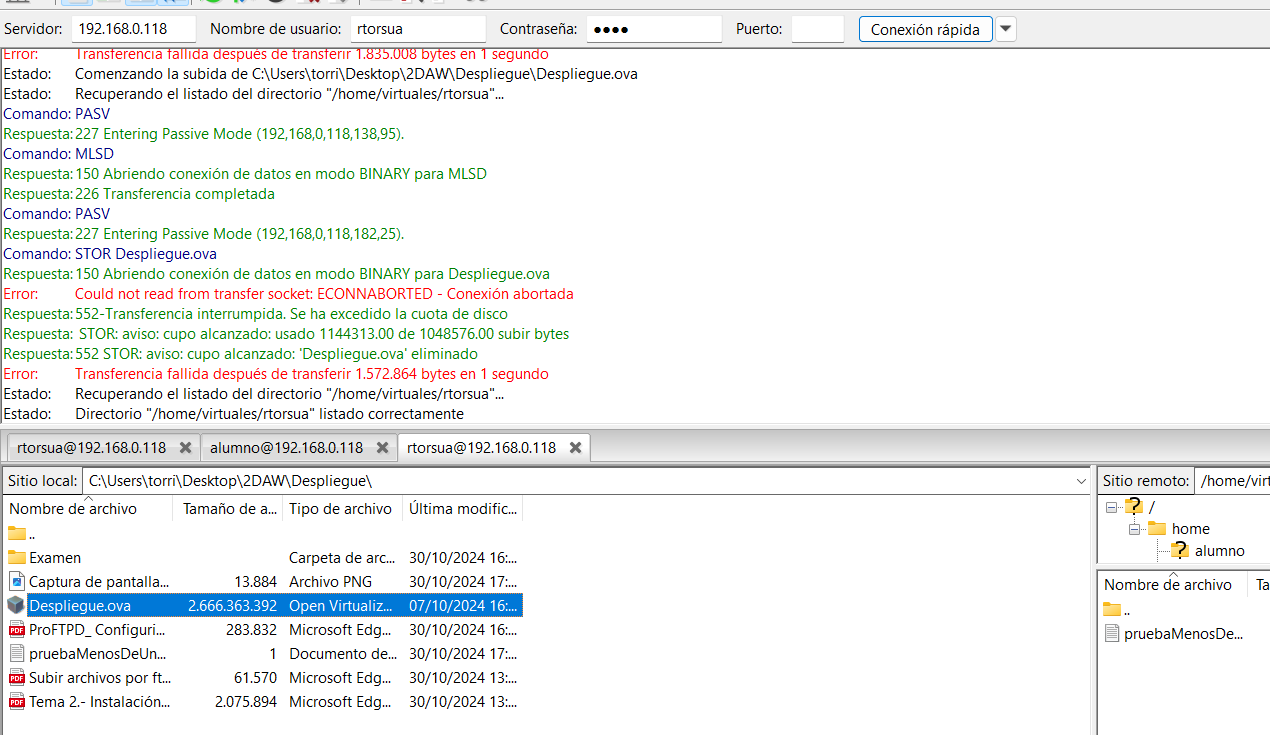 Servidor: 192.168.0.118 Nombre de usuario: rtorsua Contraseña: ●●●● Puerto: Conexión rápida
Error: Transferencia fallida después de transferir 1.835.008 bytes en 1 segundo
Estado: Comenzando la subida de C:\Users\torri\Desktop\2DAW\Despliegue\Despliegue.ova
Estado: Recuperando el listado del directorio "/home/virtuales/rtorsua"...
Comando: PASV
Respuesta: 227 Entering Passive Mode (192,168,0,118,138,95).
Comando: MLSD
Respuesta: 150 Abriendo conexión de datos en modo BINARY para MLSD
Respuesta: 226 Transferencia completada
Comando: PASV
Respuesta: 227 Entering Passive Mode (192,168,0,118,182,25).
Comando: STOR Despliegue.ova
Respuesta: 150 Abriendo conexión de datos en modo BINARY para Despliegue.ova
Error: Could not read from transfer socket: ECONNABORTED - Conexión abortada
Respuesta: 552-Transferencia interrumpida. Se ha excedido la cuota de disco
Respuesta: STOR: aviso: cupo alcanzado: usado 1144313.00 de 1048576.00 subir bytes
Respuesta: 552 STOR: aviso: cupo alcanzado: 'Despliegue.ova' eliminado
Error: Transferencia fallida después de transferir 1.572.864 bytes en 1 segundo
Estado: Recuperando el listado del directorio "/home/virtuales/rtorsua"...
Estado: Directorio "/home/virtuales/rtorsua" listado correctamente
rtorsua@192.168.0.118 alumno@192.168.0.118 rtorsua@192.168.0.118
Sitio local: C:\Users\torri\Desktop\2DAW\Despliegue\
Nombre de archivo Tamaño de a... Tipo de archivo Última modific...
..
Examen Carpeta de arc... 30/10/2024 16:...
Captura de pantalla... 13.884 Archivo PNG 30/10/2024 17:...
Despliegue.ova 2.666.363.392 Open Virtualiz... 07/10/2024 16:...
ProFTPD_ Configuri... 283.832 Microsoft Edg... 30/10/2024 16:...
pruebaMenosDeUn... 1 Documento de... 30/10/2024 17:...
Subir archivos por ft... 61.570 Microsoft Edg... 30/10/2024 13:...
Tema 2.- Instalación... 2.075.894 Microsoft Edg... 30/10/2024 13:...
Sitio remoto: /home/virt
/
home
alumno
Nombre de archivo Ta
..
pruebaMenosDe...